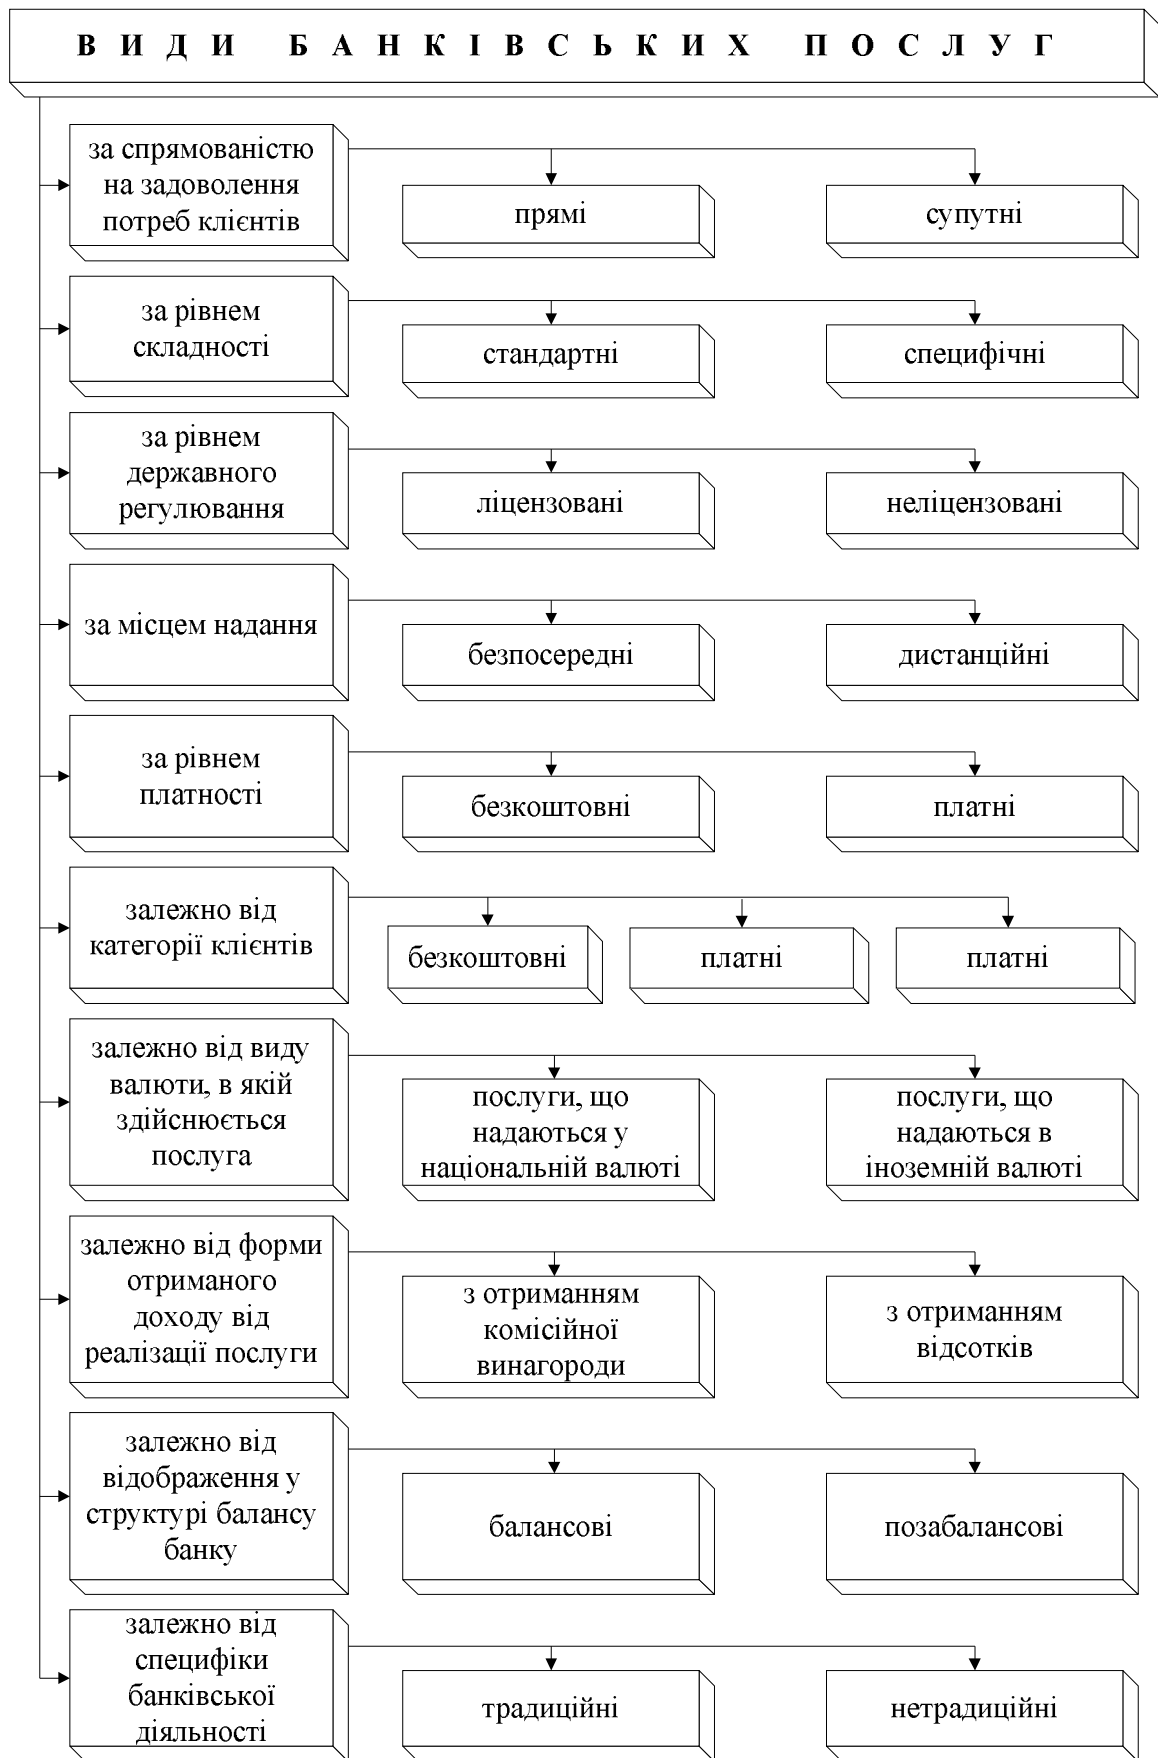 ВИДИ БАНКІВСЬКИХ ПОСЛУГ
за спрямованістю
на задоволення
потреб клієнтів
прямі
супутні
за рівнем
складності
стандартні
специфічні
за рівнем
державного
регулювання
ліцензовані
неліцензовані
за місцем надання
безпосередні
дистанційні
за рівнем
платності
безкоштовні
платні
залежно від
категорії клієнтів
безкоштовні
платні
платні
залежно від виду
валюти, в якій
здійснюється
послуга
послуги, що
надаються у
національній валюті
послуги, що
надаються в
іноземній валюті
залежно від форми
отриманого
доходу від
реалізації послуги
з отриманням
комісійної
винагороди
з отриманням
відсотків
залежно від
відображення у
структурі балансу
банку
балансові
позабалансові
залежно від
специфіки
банківської
діяльності
традиційні
нетрадиційні